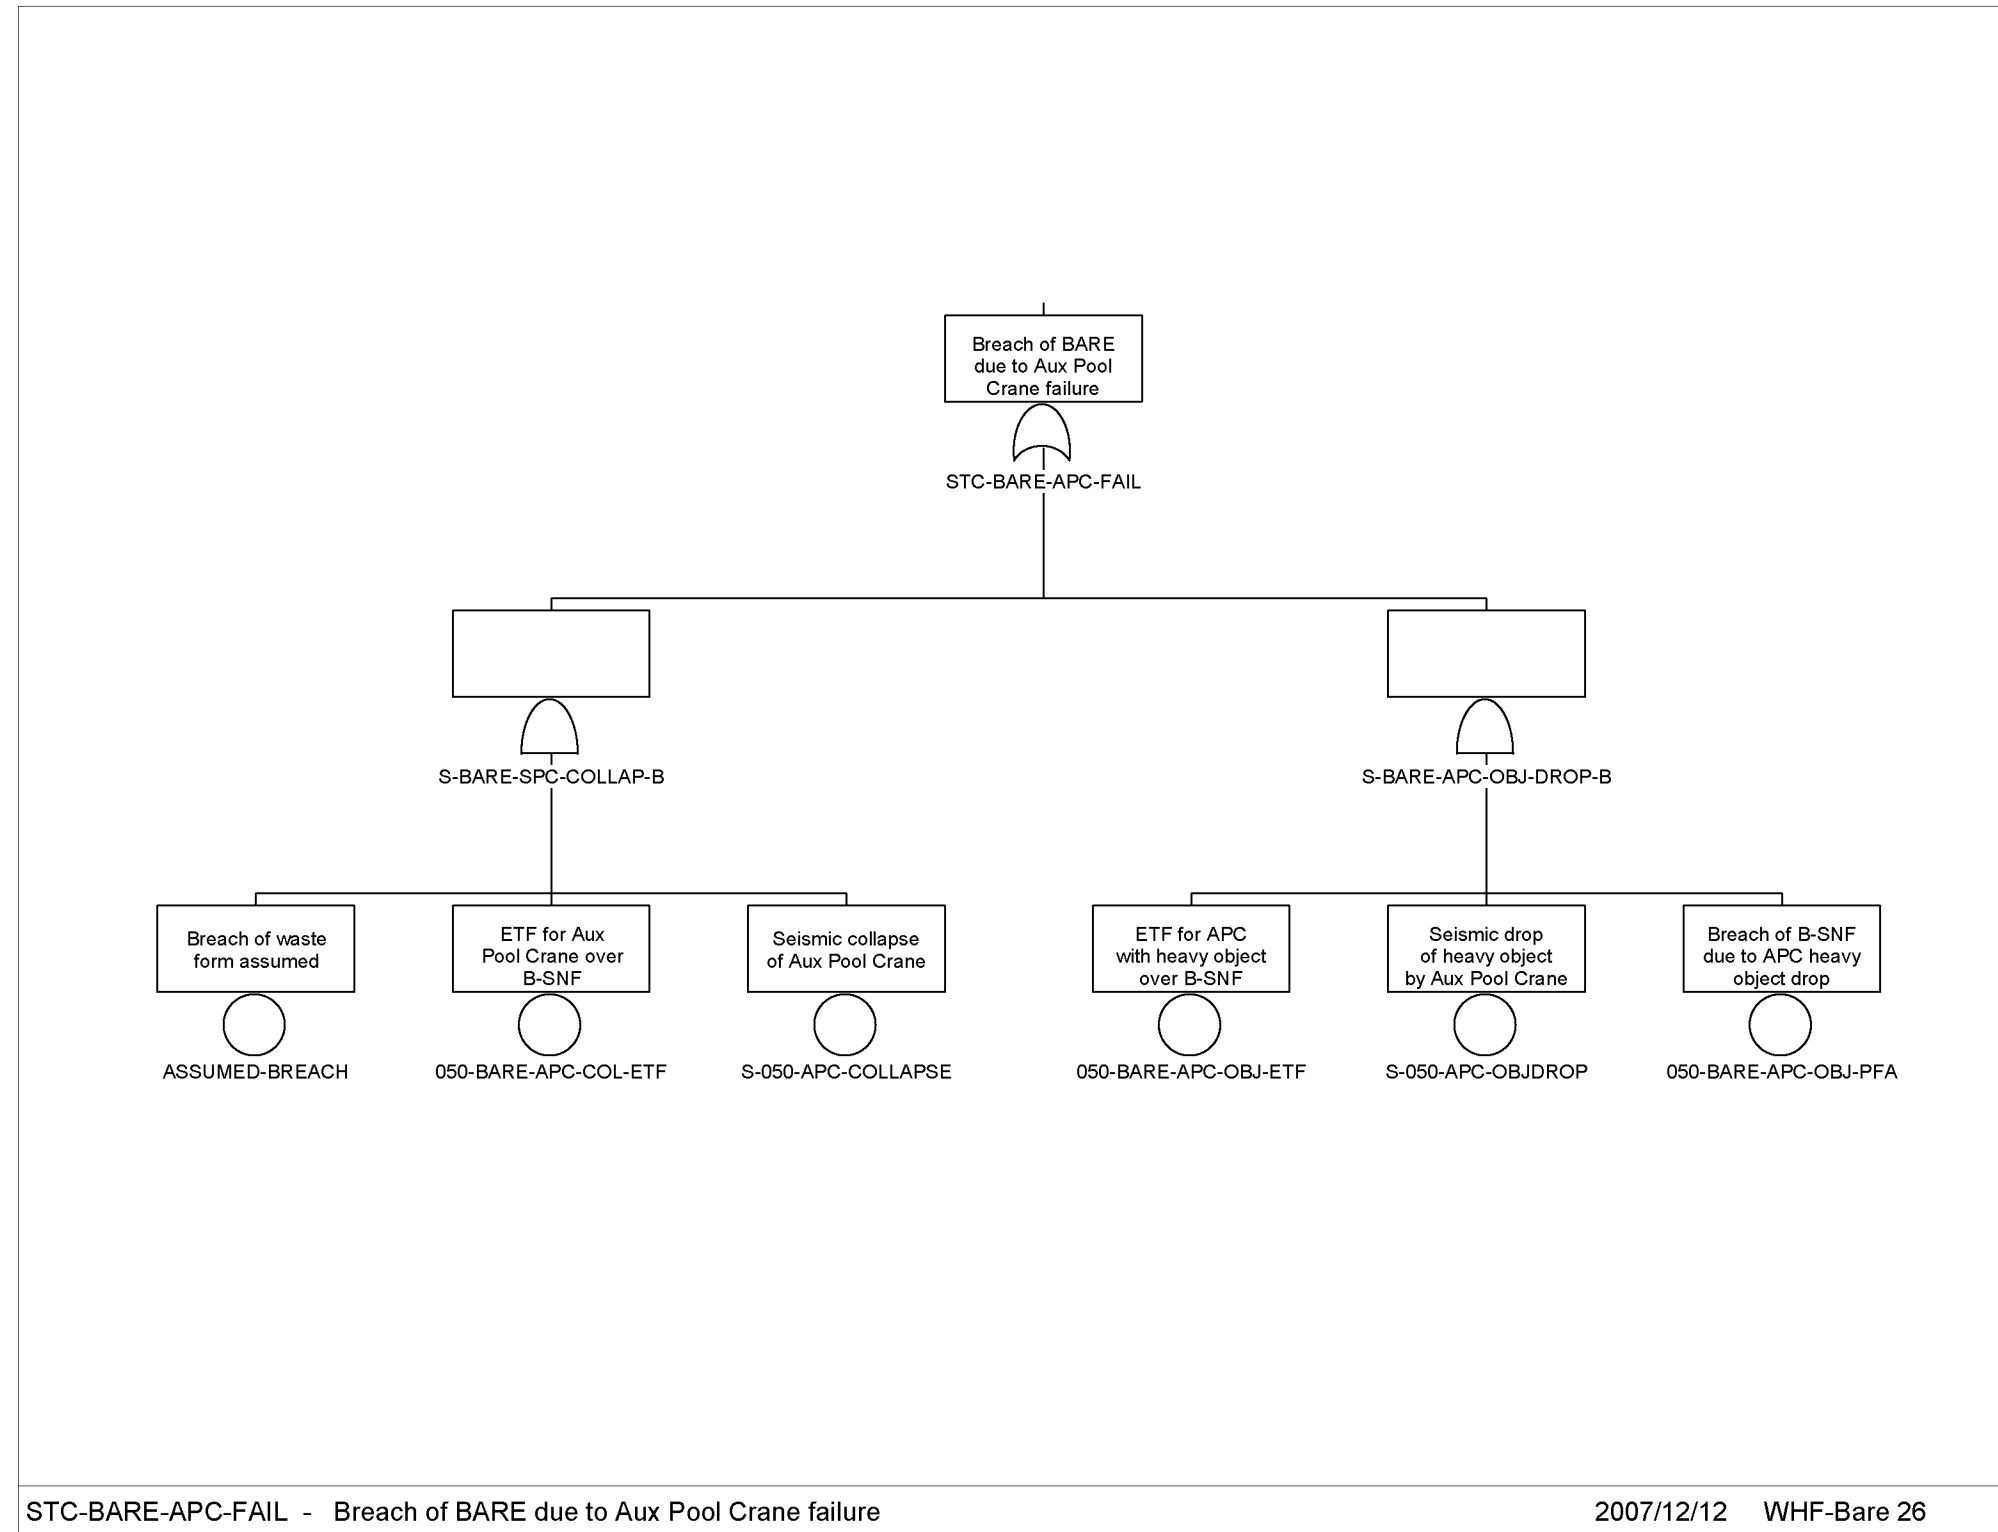 Breach of BARE
due to Aux Pool
Crane failure
STC-BARE-APC-FAIL
S-BARE-SPC-COLLAP-B
S-BARE-APC-OBJ-DROP-B
Breach of waste
form assumed
ASSUMED-BREACH
ETF for Aux
Pool Crane over
B-SNF
050-BARE-APC-COL-ETF
Seismic collapse
of Aux Pool Crane
S-050-APC-COLLAPSE
ETF for APC
with heavy object
over B-SNF
050-BARE-APC-OBJ-ETF
Seismic drop
of heavy object
by Aux Pool Crane
S-050-APC-OBJDROP
Breach of B-SNF
due to APC heavy
object drop
050-BARE-APC-OBJ-PFA
STC-BARE-APC-FAIL - Breach of BARE due to Aux Pool Crane failure
2007/12/12 WHF-Bare 26